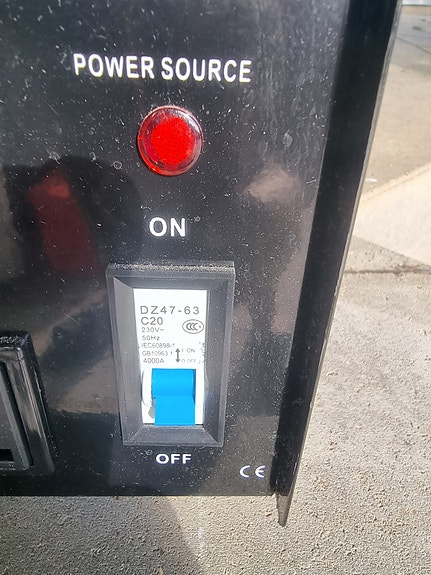 POWER SOURCE
ON
DZ47-63
C20
230V~
50Hz
IEC60898-1
GB10963.1
4000A
I ON
O OFF
OFF
CE